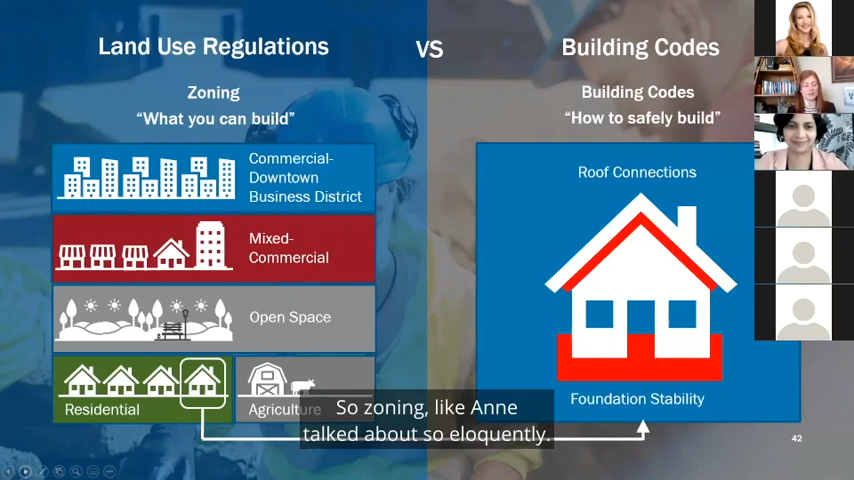 Land Use Regulations
VS
Building Codes
Zoning
“What you can build”
Building Codes
“How to safely build”
Commercial-
Downtown
Business District
Mixed-
Commercial
Open Space
Residential
Agriculture
Roof Connections
Foundation Stability
So zoning, like Anne
talked about so eloquently.
42